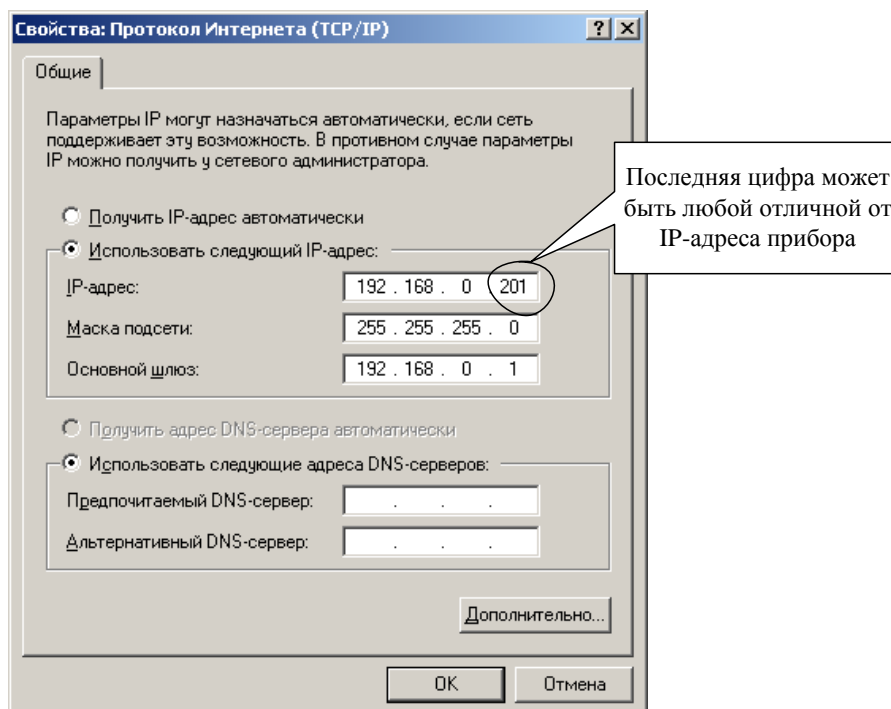 Свойства: Протокол Интернета (TCP/IP)
Общие
Параметры IP могут назначаться автоматически, если сеть
поддерживает эту возможность. В противном случае параметры
IP можно получить у сетевого администратора.
Последняя цифра может
быть любой отличной от
IP-адреса прибора
Получить IP-адрес автоматически
Использовать следующий IP-адрес:
IP-адрес: 192 . 168 . 0 201
Маска подсети: 255 . 255 . 255 . 0
Основной шлюз: 192 . 168 . 0 . 1
Получить адрес DNS-сервера автоматически
Использовать следующие адреса DNS-серверов:
Предпочитаемый DNS-сервер: . . .
Альтернативный DNS-сервер: . . .
Дополнительно...
OK Отмена